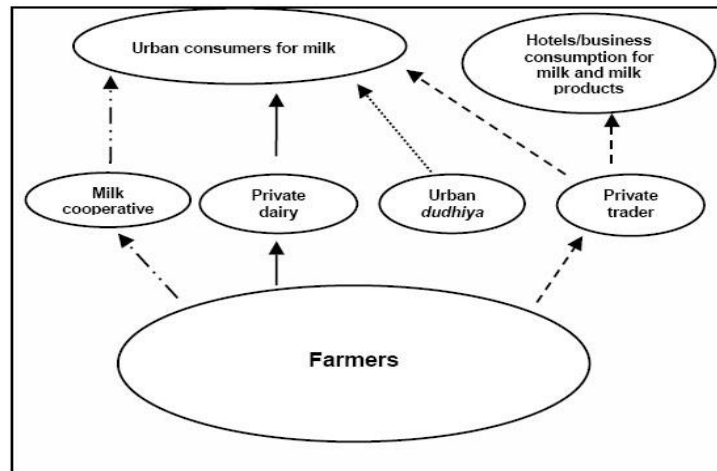 Urban consumers for milk
Hotels/business
consumption for
milk and milk
products
Milk
cooperative
Private
dairy
Urban
dudhiya
Private
trader
Farmers